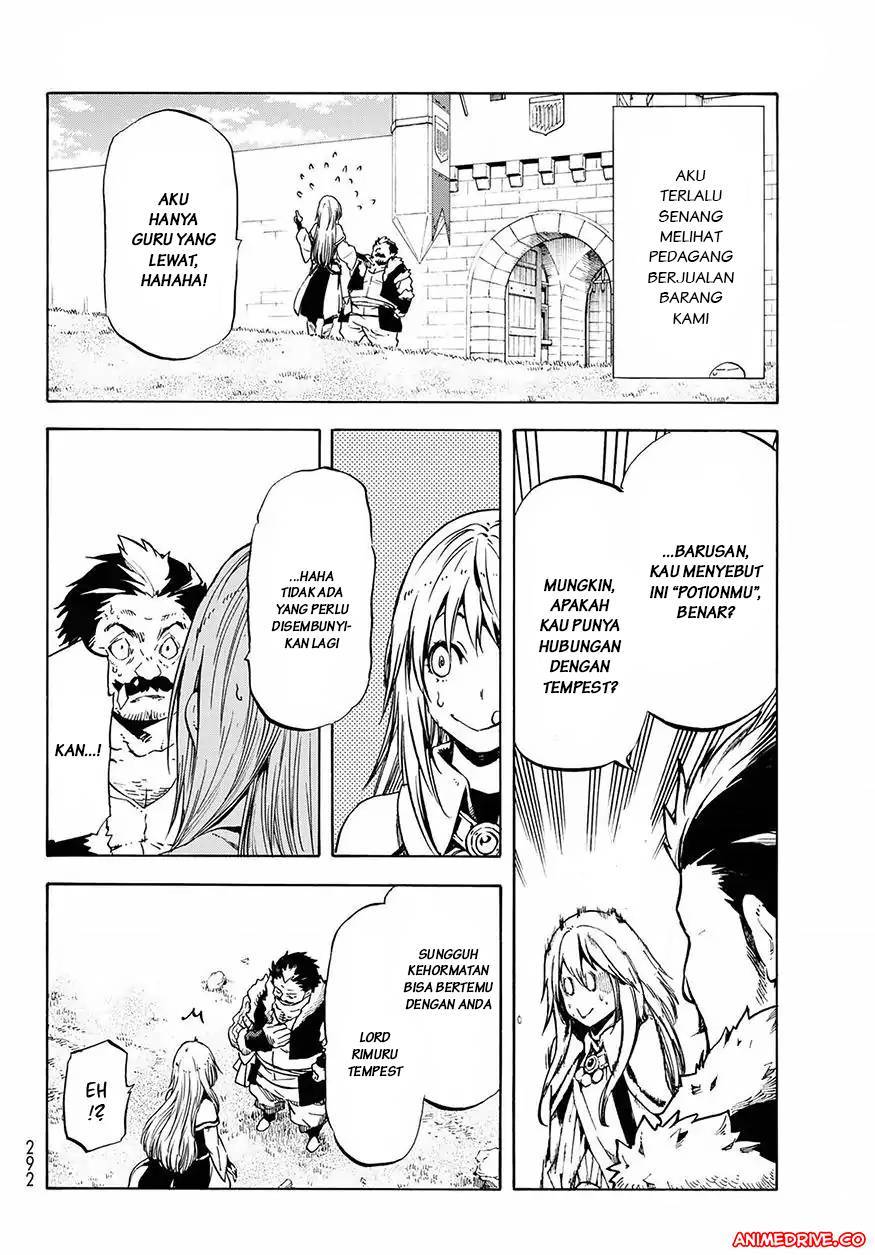 AKU
TERLALU
SENANG
MELIHAT
PEDAGANG
BERJUALAN
BARANG
KAMI
AKU
HANYA
GURU YANG
LEWAT,
HAHAHA!
...BARUSAN,
KAU MENYEBUT
INI “POTIONMU”,
BENAR?
MUNGKIN,
APAKAH
KAU PUNYA
HUBUNGAN
DENGAN
TEMPEST?
...HAHA
TIDAK ADA
YANG PERLU
DISEMBUNYI-
KAN LAGI
KAN...!
SUNGGUH
KEHORMATAN
BISA BERTEMU
DENGAN ANDA
LORD
RIMURU
TEMPEST
EH
!?
292
ANIMEDRIVE.CO